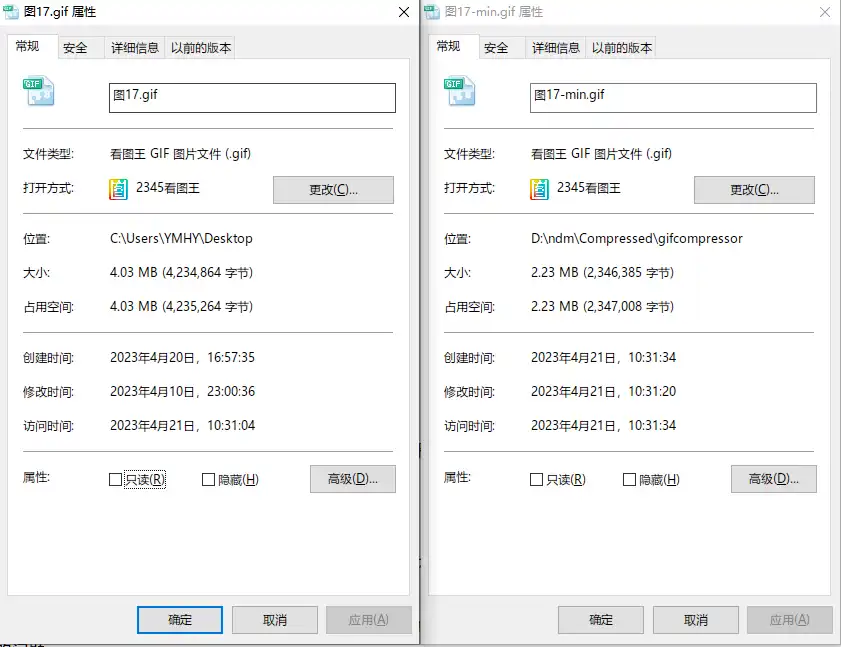 图17.gif 属性
常规 安全 详细信息 以前的版本
GIF
图17.gif
文件类型: 看图王 GIF 图片文件 (.gif)
打开方式: 2345看图王 更改(C)...
位置: C:\Users\YMHY\Desktop
大小: 4.03 MB (4,234,864 字节)
占用空间: 4.03 MB (4,235,264 字节)
创建时间: 2023年4月20日，16:57:35
修改时间: 2023年4月10日，23:00:36
访问时间: 2023年4月21日，10:31:04
属性: 只读(R) 隐藏(H) 高级(D)...
确定 取消 应用(A)
图17-min.gif 属性
常规 安全 详细信息 以前的版本
GIF
图17-min.gif
文件类型: 看图王 GIF 图片文件 (.gif)
打开方式: 2345看图王 更改(C)...
位置: D:\ndm\Compressed\gifcompressor
大小: 2.23 MB (2,346,385 字节)
占用空间: 2.23 MB (2,347,008 字节)
创建时间: 2023年4月21日，10:31:34
修改时间: 2023年4月21日，10:31:20
访问时间: 2023年4月21日，10:31:34
属性: 只读(R) 隐藏(H) 高级(D)...
确定 取消 应用(A)